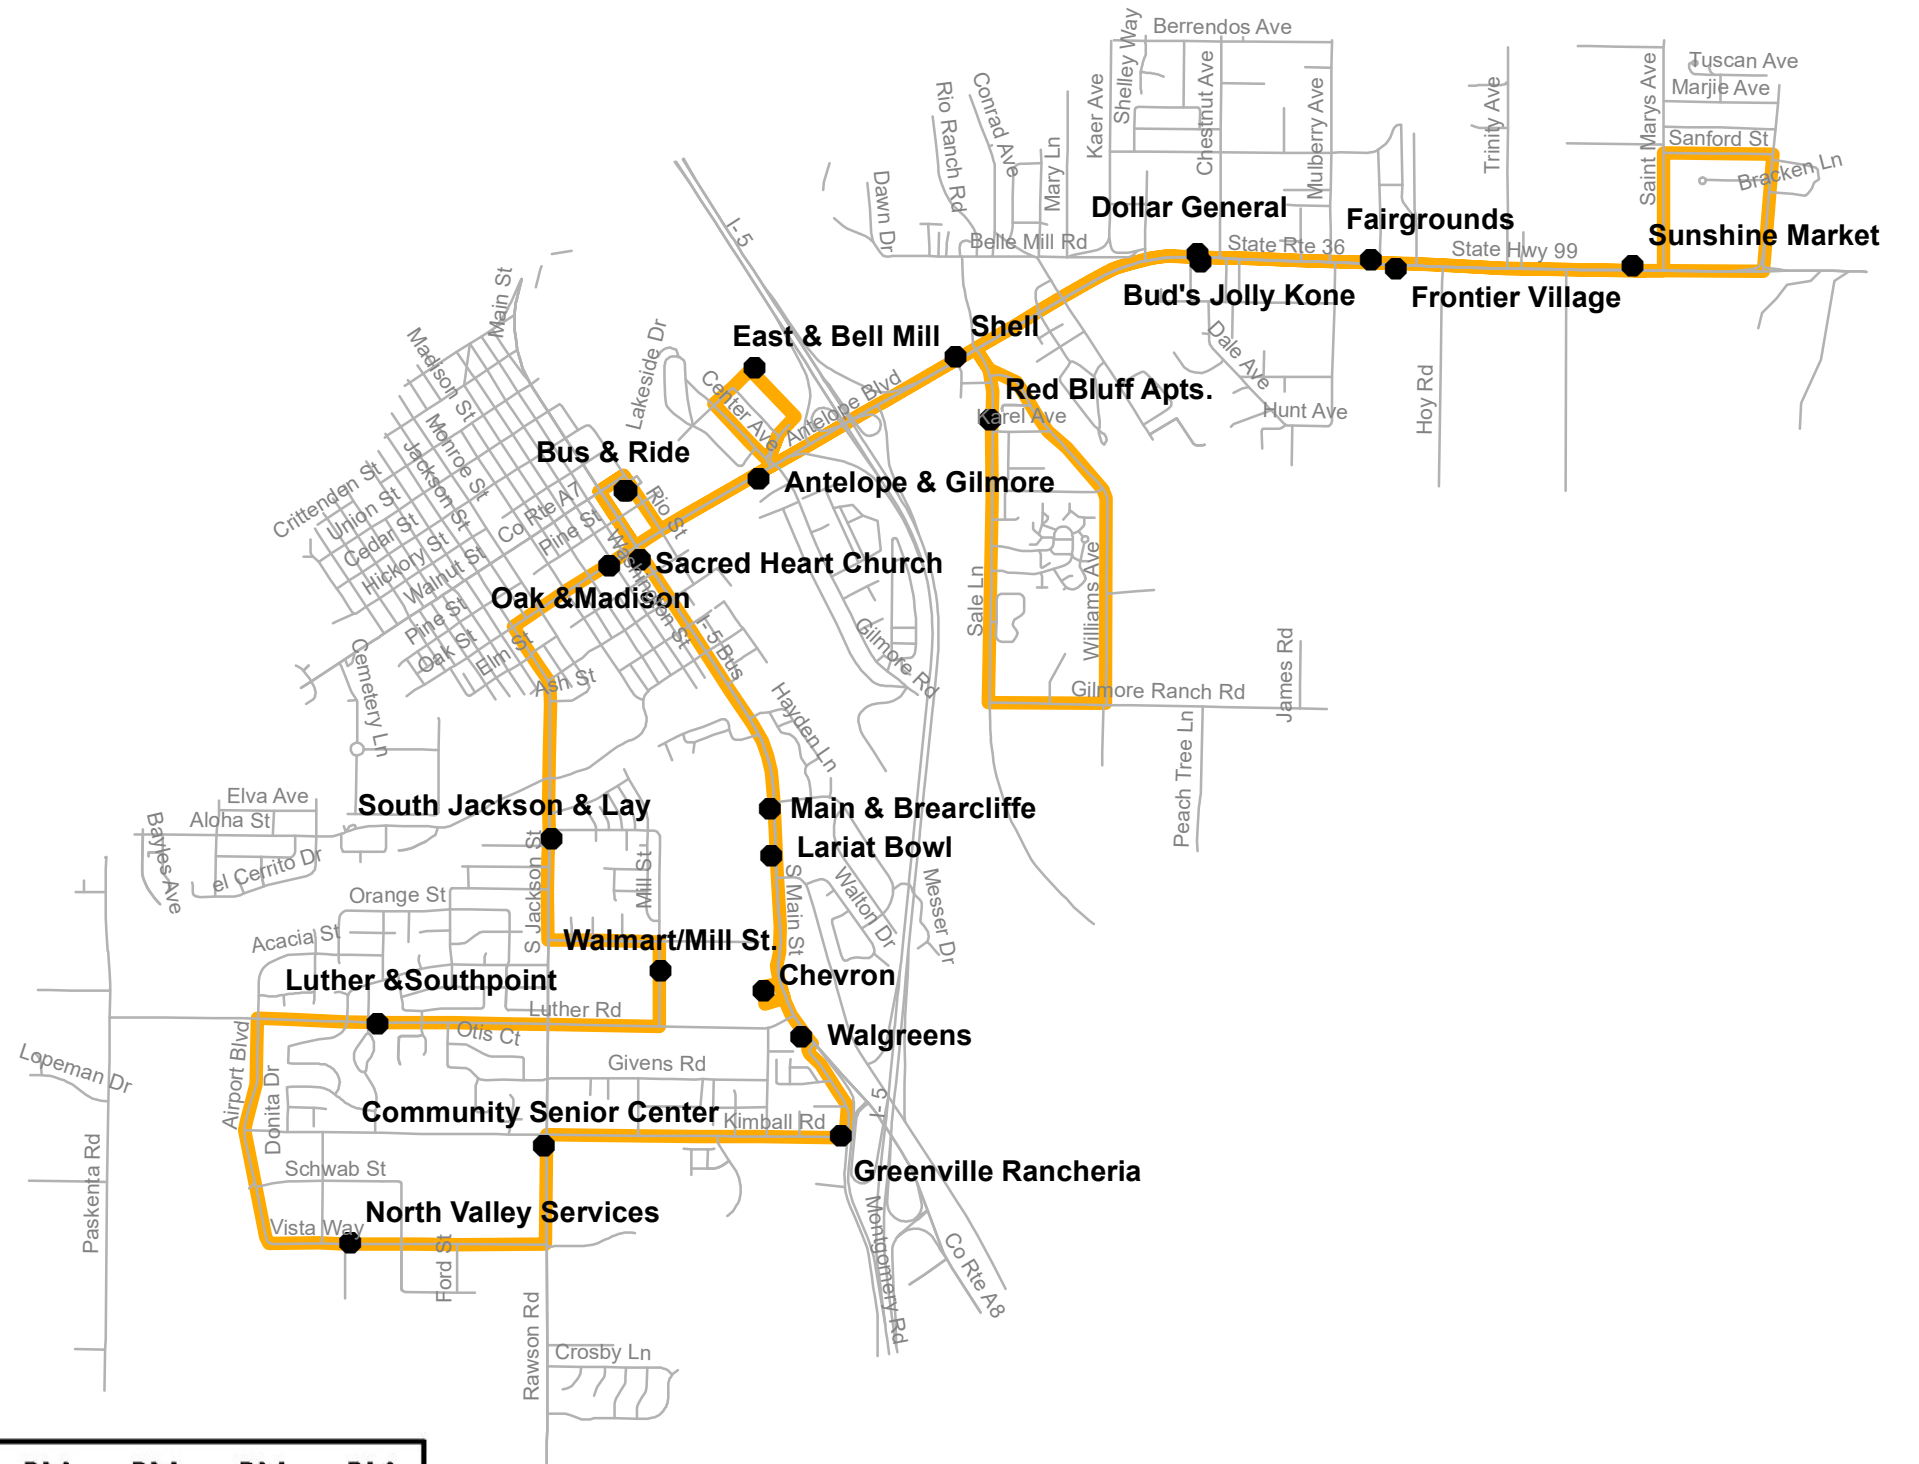 Berrendos Ave
Shelley Way
Kaer Ave
Chestnut Ave
Mulberry Ave
Trinity Ave
Saint Marys Ave
Tuscan Ave
Marjie Ave
Sanford St
Bracken Ln
Rio Ranch Rd
Conrad Ave
Mary Ln
Dawn Dr
Belle Mill Rd
Dollar General
Fairgrounds
Sunshine Market
State Rte 36
State Hwy 99
Bud's Jolly Kone
Frontier Village
I- 5
Main St
Madison St
Monroe St
Jackson St
Lakeside Dr
East & Bell Mill
Shell
Center Ave
Antelope Blvd
Red Bluff Apts.
Karel Ave
Dale Ave
Hunt Ave
Hoy Rd
Bus & Ride
Antelope & Gilmore
Crittenden St
Union St
Cedar St
Hickory St
Walnut St
Pine St
Oak St
Elm St
Co Rte A7
Pine St
Rio St
Washington St
Sacred Heart Church
Oak &Madison
I- 5 Bus
Ash St
Cemetery Ln
Gilmore Rd
Sale Ln
Williams Ave
Gilmore Ranch Rd
James Rd
Peach Tree Ln
Hayden Ln
Elva Ave
Aloha St
Bayles Ave
el Cerrito Dr
South Jackson & Lay
Main & Brearcliffe
Lariat Bowl
S Jackson St
Mill St
S Main St
Walton Dr
Messer Dr
Orange St
Acacia St
Walmart/Mill St.
Luther &Southpoint
Chevron
Luther Rd
Otis Ct
Walgreens
Lopeman Dr
Airport Blvd
Donita Dr
Givens Rd
Community Senior Center
Kimball Rd
I- 5
Greenville Rancheria
Paskenta Rd
Schwab St
North Valley Services
Vista Way
Ford St
Montgomery Rd
Co Rte A8
Rawson Rd
Crosby Ln